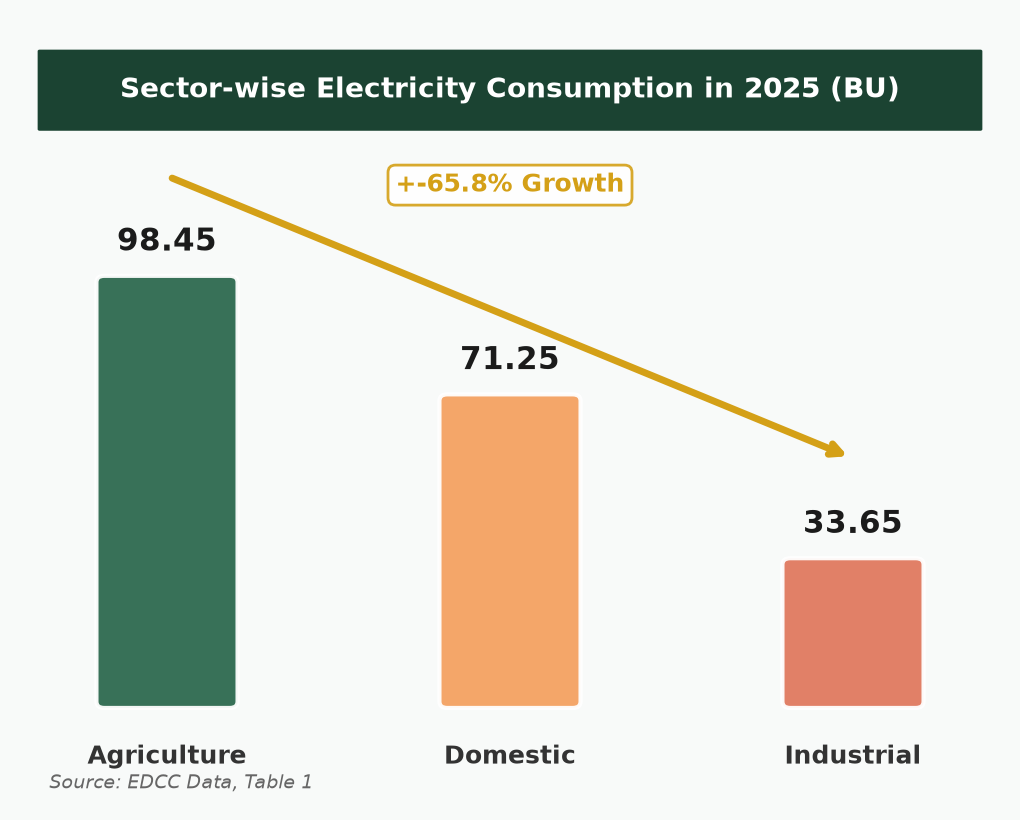 Sector-wise Electricity Consumption in 2025 (BU)
+-65.8% Growth
98.45
71.25
33.65
Agriculture
Domestic
Industrial
Source: EDCC Data, Table 1